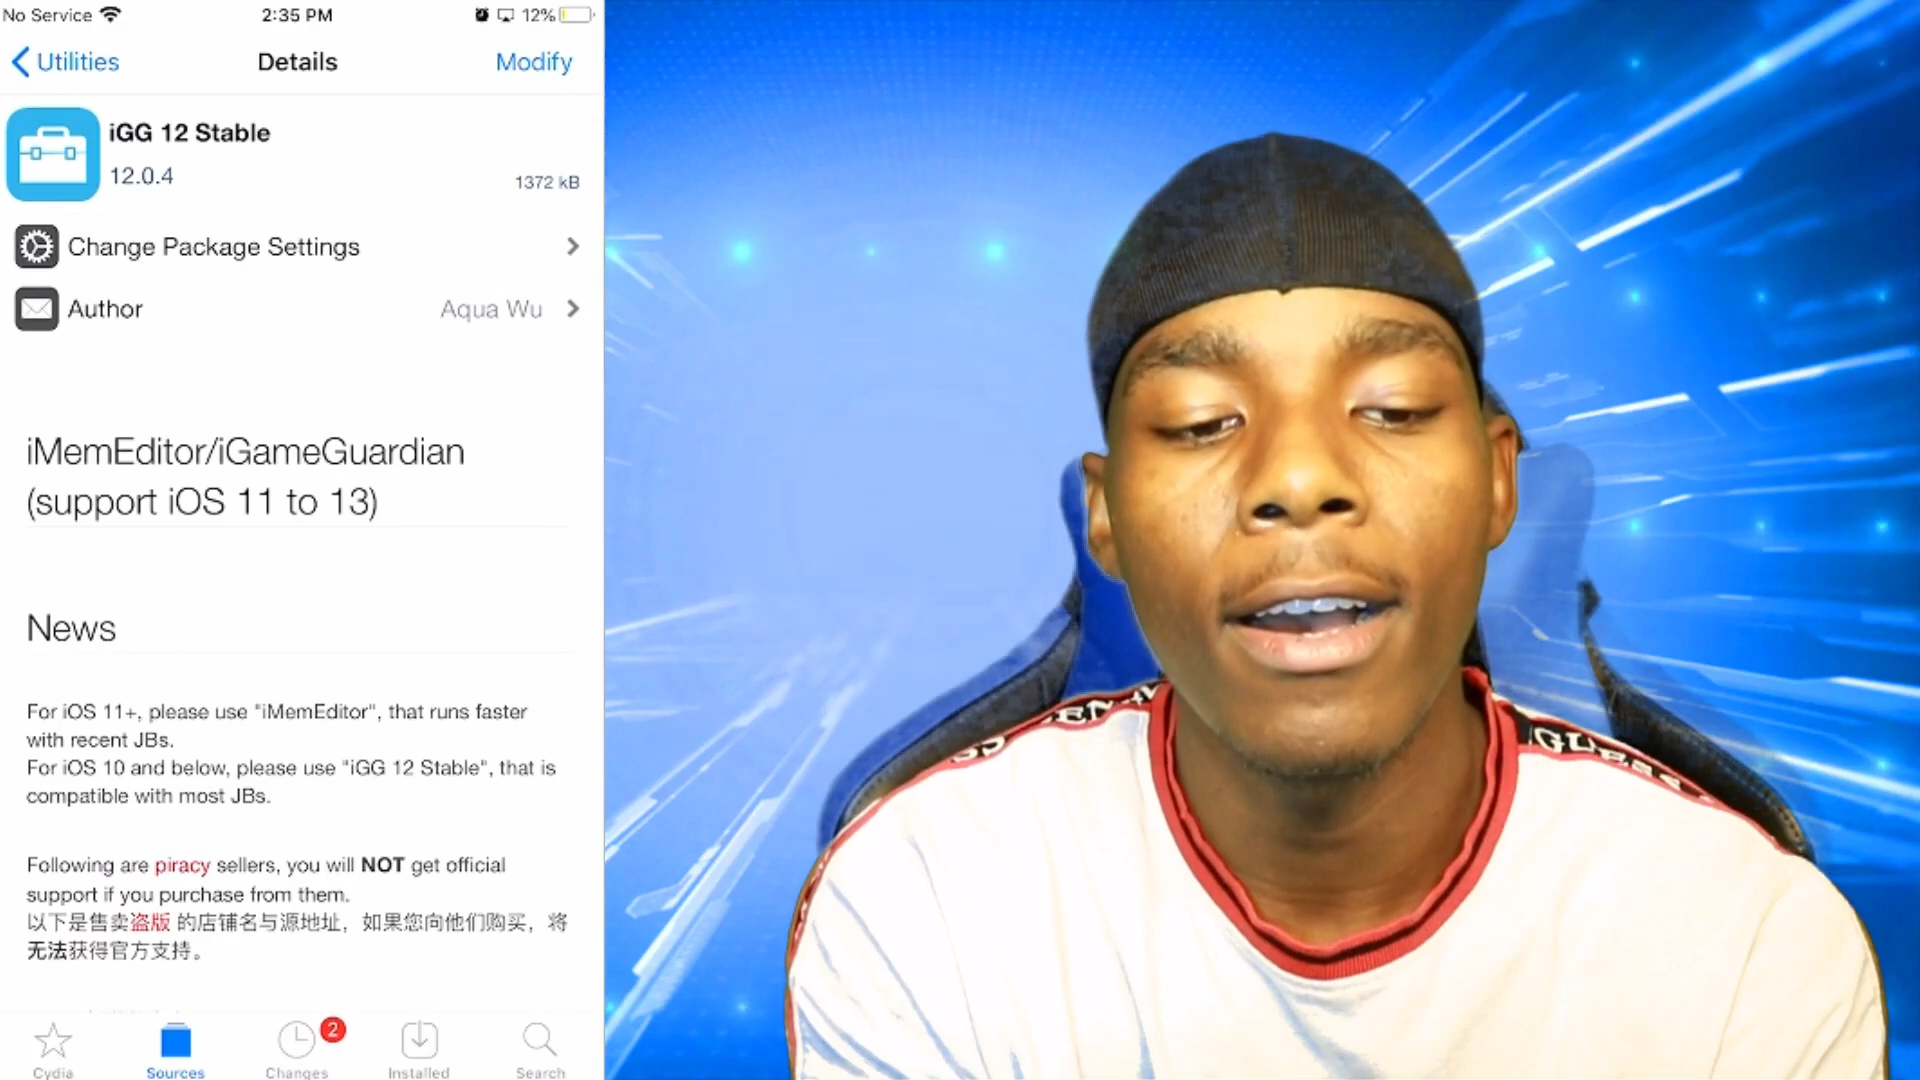 No Service 2:35 PM 12%
Utilities Details Modify
iGG 12 Stable
12.0.4 1372 kB
Change Package Settings
Author Aqua Wu
iMemEditor/iGameGuardian
(support iOS 11 to 13)
News
For iOS 11+, please use "iMemEditor", that runs faster
with recent JBs.
For iOS 10 and below, please use "iGG 12 Stable", that is
compatible with most JBs.
Following are piracy sellers, you will NOT get official
support if you purchase from them.
以下是售卖盗版 的店铺名与源地址，如果您向他们购买，将
无法获得官方支持。
2
Cydia Sources Changes Installed Search
GUESS